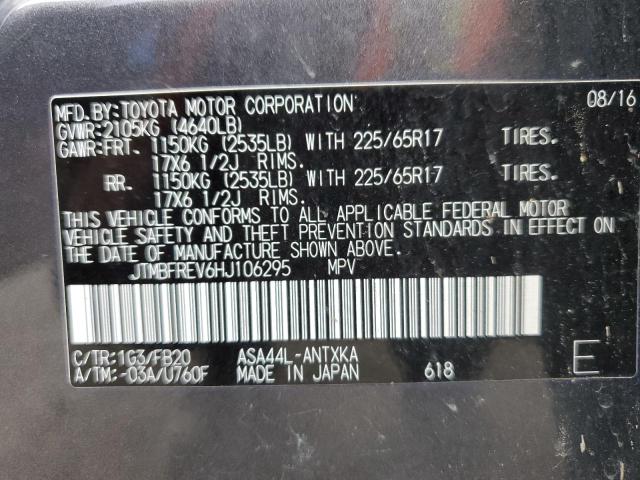 MFD.BY:TOYOTA MOTOR CORPORATION 08/16
GVWR:2105KG (4640LB)
GAWR:FRT. 1150KG (2535LB) WITH 225/65R17 TIRES.
17X6 1/2J RIMS.
RR. 1150KG (2535LB) WITH 225/65R17 TIRES.
17X6 1/2J RIMS.
THIS VEHICLE CONFORMS TO ALL APPLICABLE FEDERAL MOTOR
VEHICLE SAFETY AND THEFT PREVENTION STANDARDS IN EFFECT ON
THE DATE OF MANUFACTURE SHOWN ABOVE.
JTMBFREV6HJ106295 MPV
C/TR:1G3/FB20 ASA44L-ANTXKA
A/TM:-03A/U760F MADE IN JAPAN 618 E